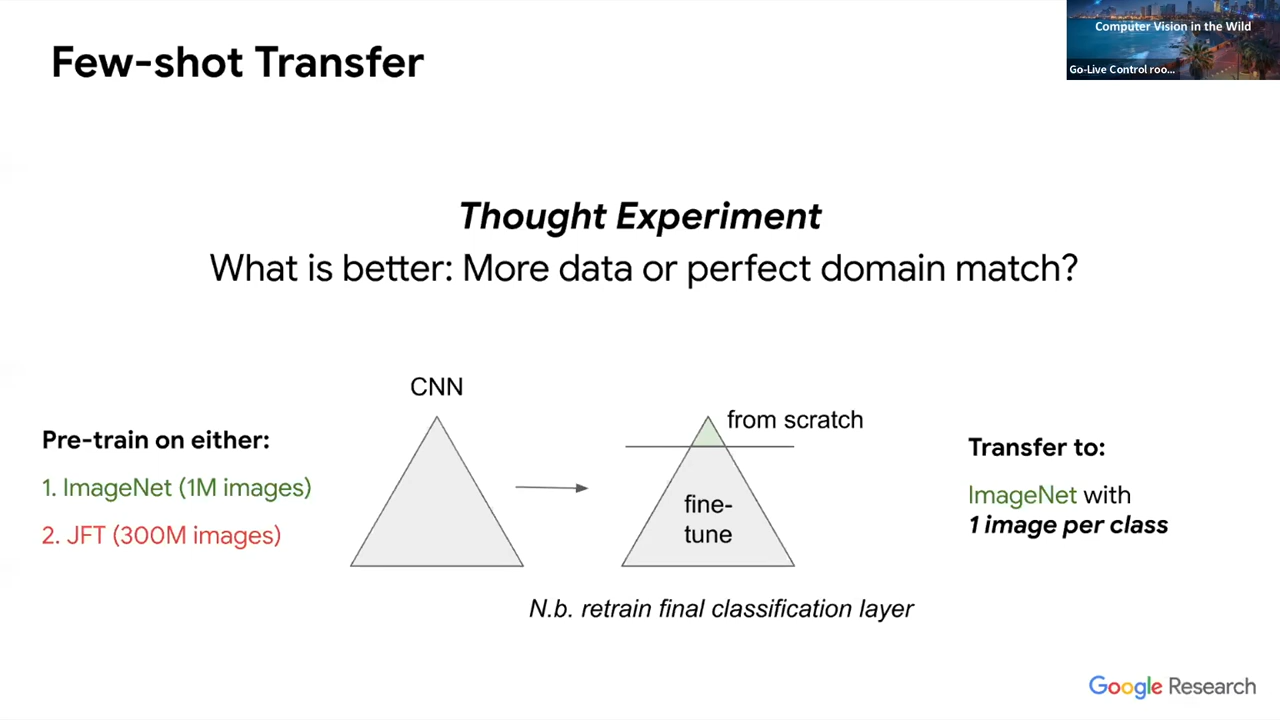 Few-shot Transfer
Computer Vision in the Wild
Go-Live Control roo...
Thought Experiment
What is better: More data or perfect domain match?
CNN
Pre-train on either:
1. ImageNet (1M images)
2. JFT (300M images)
from scratch
fine-
tune
Transfer to:
ImageNet with
1 image per class
N.b. retrain final classification layer
Google Research